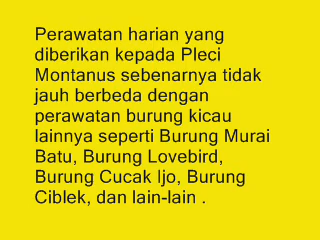 Perawatan harian yang
diberikan kepada Pleci
Montanus sebenarnya tidak
jauh berbeda dengan
perawatan burung kicau
lainnya seperti Burung Murai
Batu, Burung Lovebird,
Burung Cucak Ijo, Burung
Ciblek, dan lain-lain .